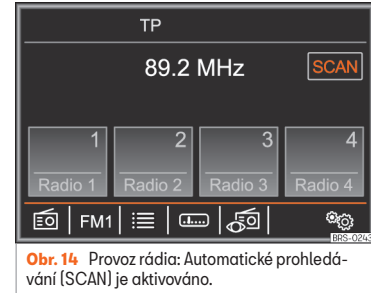 TP
89.2 MHz
SCAN
1
2
3
4
Radio 1
Radio 2
Radio 3
Radio 4
FM1
BRS-0243
Obr. 14 Provoz rádia: Automatické prohledá-
vání (SCAN) je aktivováno.